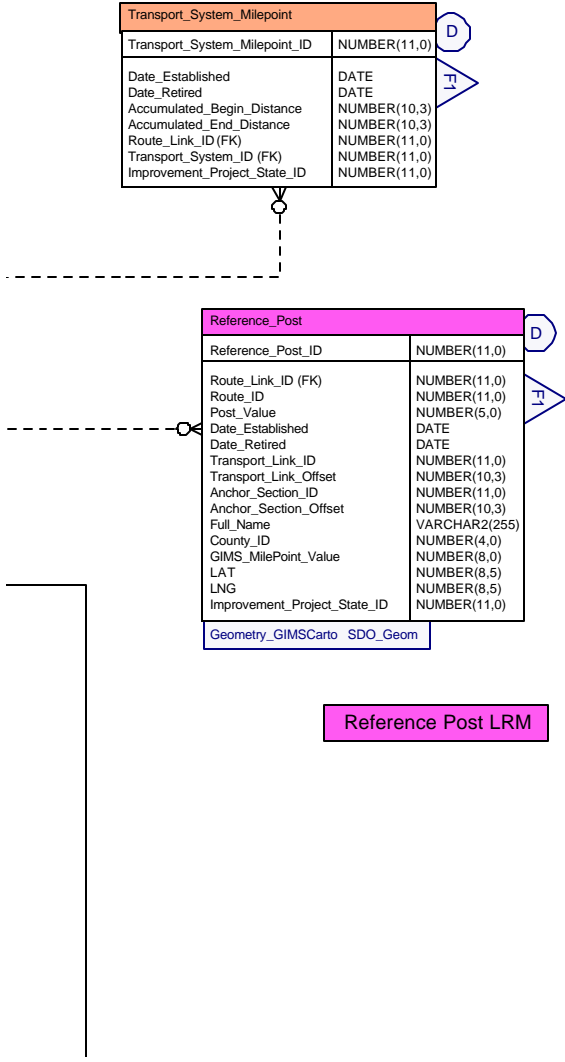 Transport_System_Milepoint
D
Transport_System_Milepoint_ID NUMBER(11,0)
F1
Date_Established DATE
Date_Retired DATE
Accumulated_Begin_Distance NUMBER(10,3)
Accumulated_End_Distance NUMBER(10,3)
Route_Link_ID (FK) NUMBER(11,0)
Transport_System_ID (FK) NUMBER(11,0)
Improvement_Project_State_ID NUMBER(11,0)
Reference_Post
D
Reference_Post_ID NUMBER(11,0)
F1
Route_Link_ID (FK) NUMBER(11,0)
Route_ID NUMBER(11,0)
Post_Value NUMBER(5,0)
Date_Established DATE
Date_Retired DATE
Transport_Link_ID NUMBER(11,0)
Transport_Link_Offset NUMBER(10,3)
Anchor_Section_ID NUMBER(11,0)
Anchor_Section_Offset NUMBER(10,3)
Full_Name VARCHAR2(255)
County_ID NUMBER(4,0)
GIMS_MilePoint_Value NUMBER(8,0)
LAT NUMBER(8,5)
LNG NUMBER(8,5)
Improvement_Project_State_ID NUMBER(11,0)
Geometry_GIMSCarto SDO_Geom
Reference Post LRM